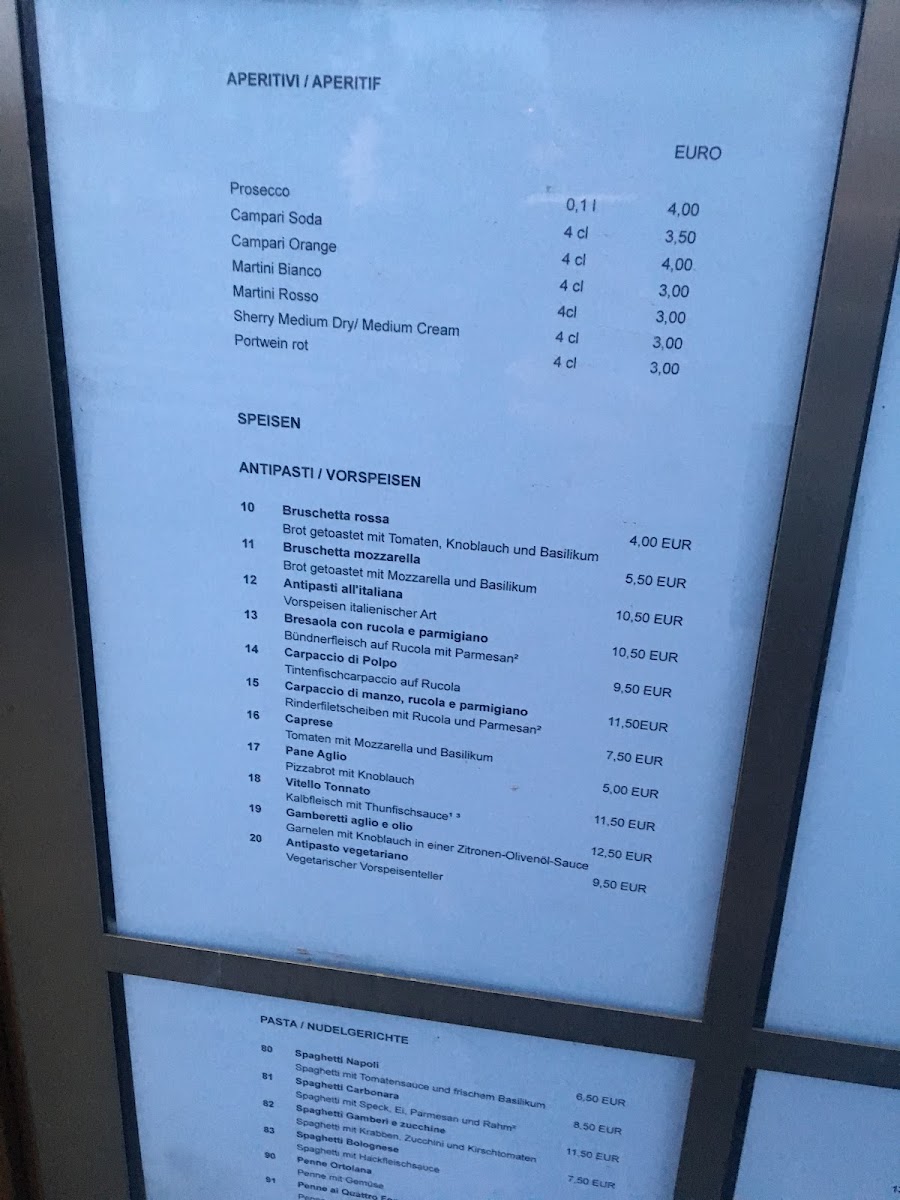 APERITIVI / APERITIF
EURO
Prosecco 0,1 l 4,00
Campari Soda 4 cl 3,50
Campari Orange 4 cl 4,00
Martini Bianco 4 cl 3,00
Martini Rosso 4cl 3,00
Sherry Medium Dry/ Medium Cream 4 cl 3,00
Portwein rot 4 cl 3,00
SPEISEN
ANTIPASTI / VORSPEISEN
10 Bruschetta rossa 4,00 EUR
Brot getoastet mit Tomaten, Knoblauch und Basilikum
11 Bruschetta mozzarella 5,50 EUR
Brot getoastet mit Mozzarella und Basilikum
12 Antipasti all'italiana 10,50 EUR
Vorspeisen italienischer Art
13 Bresaola con rucola e parmigiano 10,50 EUR
Bündnerfleisch auf Rucola mit Parmesan²
14 Carpaccio di Polpo 9,50 EUR
Tintenfischcarpaccio auf Rucola
15 Carpaccio di manzo, rucola e parmigiano 11,50EUR
Rinderfiletscheiben mit Rucola und Parmesan²
16 Caprese 7,50 EUR
Tomaten mit Mozzarella und Basilikum
17 Pane Aglio 5,00 EUR
Pizzabrot mit Knoblauch
18 Vitello Tonnato 11,50 EUR
Kalbfleisch mit Thunfischsauce¹ ³
19 Gamberetti aglio e olio 12,50 EUR
Garnelen mit Knoblauch in einer Zitronen-Olivenöl-Sauce
20 Antipasto vegetariano 9,50 EUR
Vegetarischer Vorspeisenteller
PASTA / NUDELGERICHTE
80 Spaghetti Napoli 6,50 EUR
Spaghetti mit Tomatensauce und frischem Basilikum
81 Spaghetti Carbonara 8,50 EUR
Spaghetti mit Speck, Ei, Parmesan und Rahm²
82 Spaghetti Gamberi e zucchine 11,50 EUR
Spaghetti mit Krabben, Zucchini und Kirschtomaten
83 Spaghetti Bolognese 7,50 EUR
Spaghetti mit Hackfleischsauce
90 Penne Ortolana
Penne mit Gemüse
91 Penne ai Quattro
Penne